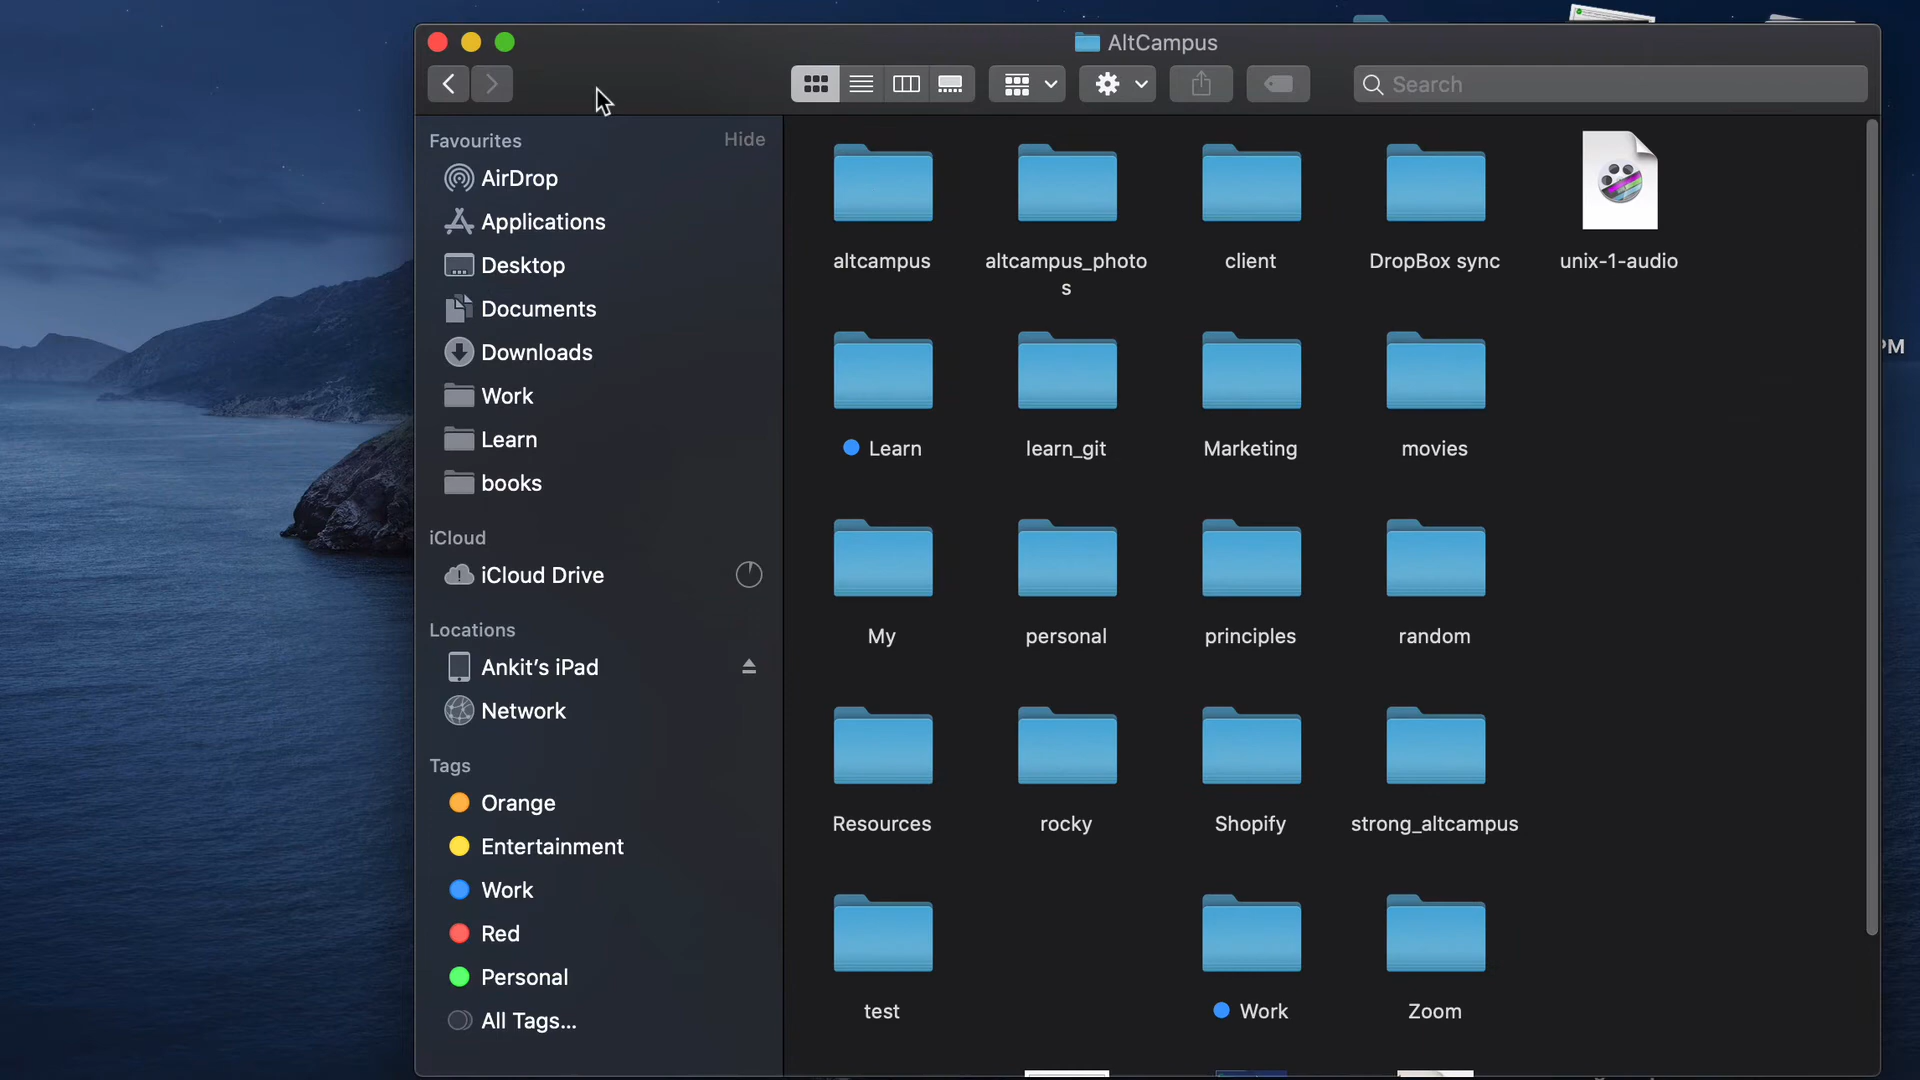 AltCampus
Search
Favourites
Hide
AirDrop
Applications
Desktop
Documents
Downloads
Work
Learn
books
iCloud
iCloud Drive
Locations
Ankit’s iPad
Network
Tags
Orange
Entertainment
Work
Red
Personal
All Tags...
altcampus
altcampus_photo
s
client
DropBox sync
unix-1-audio
Learn
learn_git
Marketing
movies
My
personal
principles
random
Resources
rocky
Shopify
strong_altcampus
test
Work
Zoom
PM